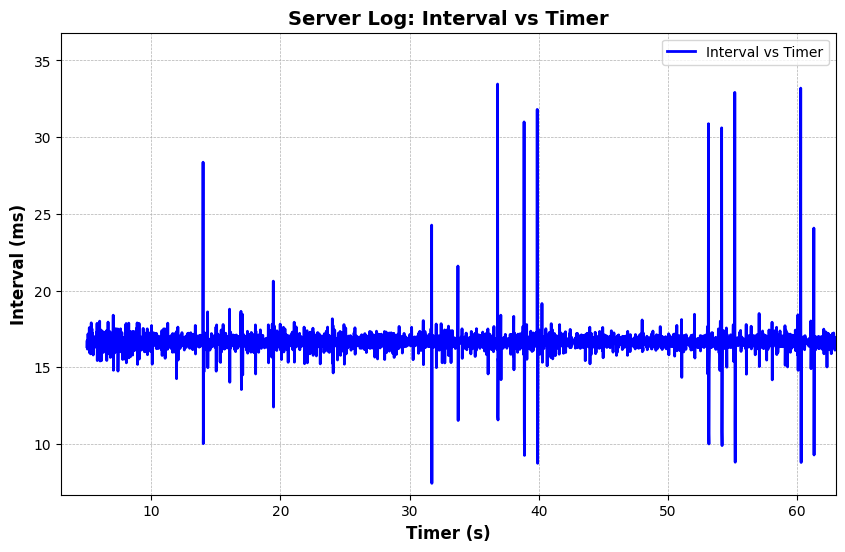 Server Log: Interval vs Timer
Interval vs Timer
35
30
25
20
15
10
Interval (ms)
10 20 30 40 50 60
Timer (s)